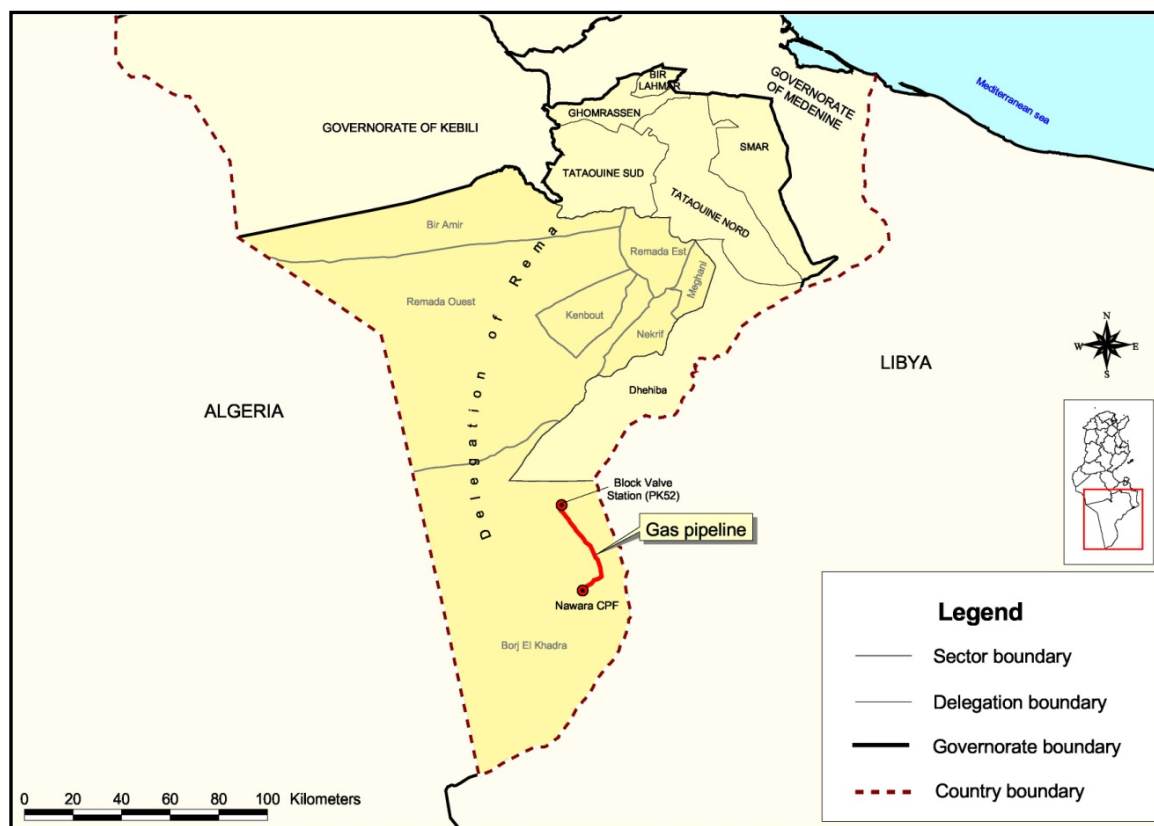 Mediterranean sea
BIR
LAHMAR
GOVERNORATE
OF MEDENINE
GHOMRASSEN
GOVERNORATE OF KEBILI
SMAR
TATAOUINE SUD
TATAOUINE NORD
Bir Amir
Remada Est
Meghani
Delegation of Rema
Remada Ouest
Kenbout
Nekrif
N
W E
S
LIBYA
Dhehiba
ALGERIA
Block Valve
Station (PK52)
Gas pipeline
Nawara CPF
Borj El Khadra
Legend
Sector boundary
Delegation boundary
Governorate boundary
Country boundary
0 20 40 60 80 100 Kilometers